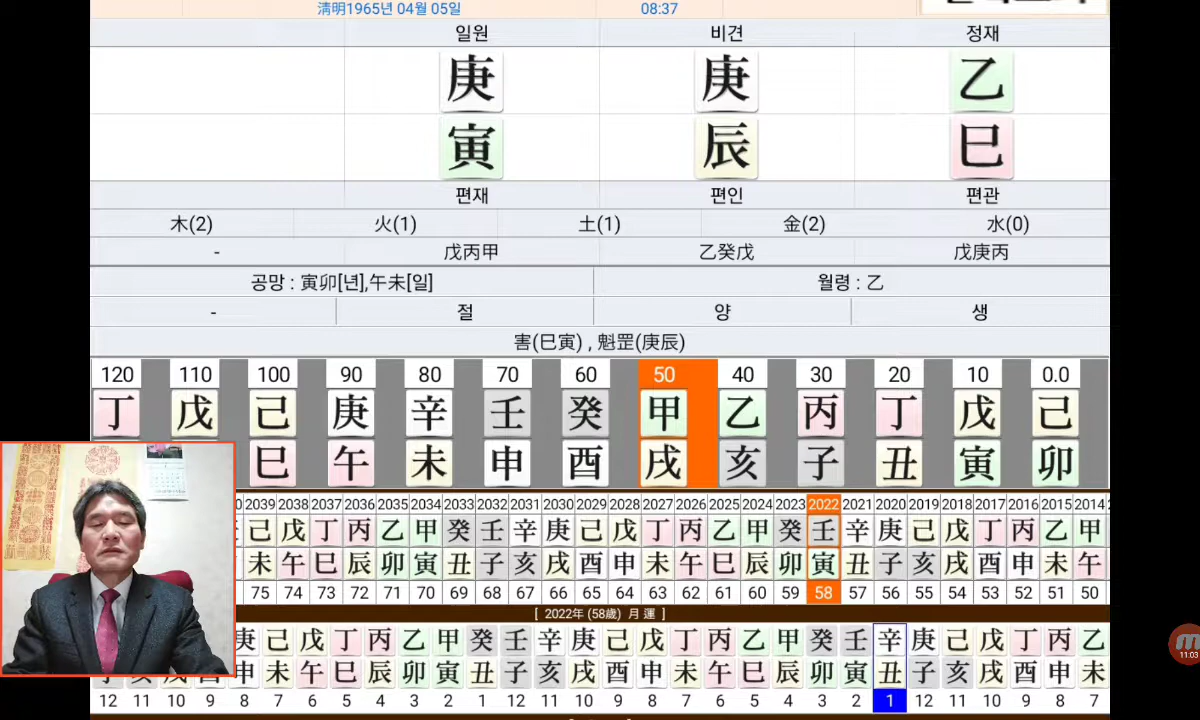 清明1965년 04월 05일 08:37
일원 비견 정재
庚 庚 乙
寅 辰 巳
편재 편인 편관
木(2) 火(1) 土(1) 金(2) 水(0)
- 戊丙甲 乙癸戊 戊庚丙
공망 : 寅卯[년],午未[일] 월령 : 乙
- 절 양 생
害(巳寅) , 魁罡(庚辰)
120 110 100 90 80 70 60 50 40 30 20 10 0.0
丁 戊 己 庚 辛 壬 癸 甲 乙 丙 丁 戊 己
巳 午 未 申 酉 戌 亥 子 丑 寅 卯
2039 2038 2037 2036 2035 2034 2033 2032 2031 2030 2029 2028 2027 2026 2025 2024 2023 2022 2021 2020 2019 2018 2017 2016 2015 2014
己 戊 丁 丙 乙 甲 癸 壬 辛 庚 己 戊 丁 丙 乙 甲 癸 壬 辛 庚 己 戊 丁 丙 乙 甲
未 午 巳 辰 卯 寅 丑 子 亥 戌 酉 申 未 午 巳 辰 卯 寅 丑 子 亥 戌 酉 申 未 午
75 74 73 72 71 70 69 68 67 66 65 64 63 62 61 60 59 58 57 56 55 54 53 52 51 50
[ 2022年 (58歲) 月 運 ]
庚 己 戊 丁 丙 乙 甲 癸 壬 辛 庚 己 戊 丁 丙 乙 甲 癸 壬 辛 庚 己 戊 丁 丙 乙
申 未 午 巳 辰 卯 寅 丑 子 亥 戌 酉 申 未 午 巳 辰 卯 寅 丑 子 亥 戌 酉 申 未
12 11 10 9 8 7 6 5 4 3 2 1 12 11 10 9 8 7 6 5 4 3 2 1 12 11 10 9 8 7
11:03